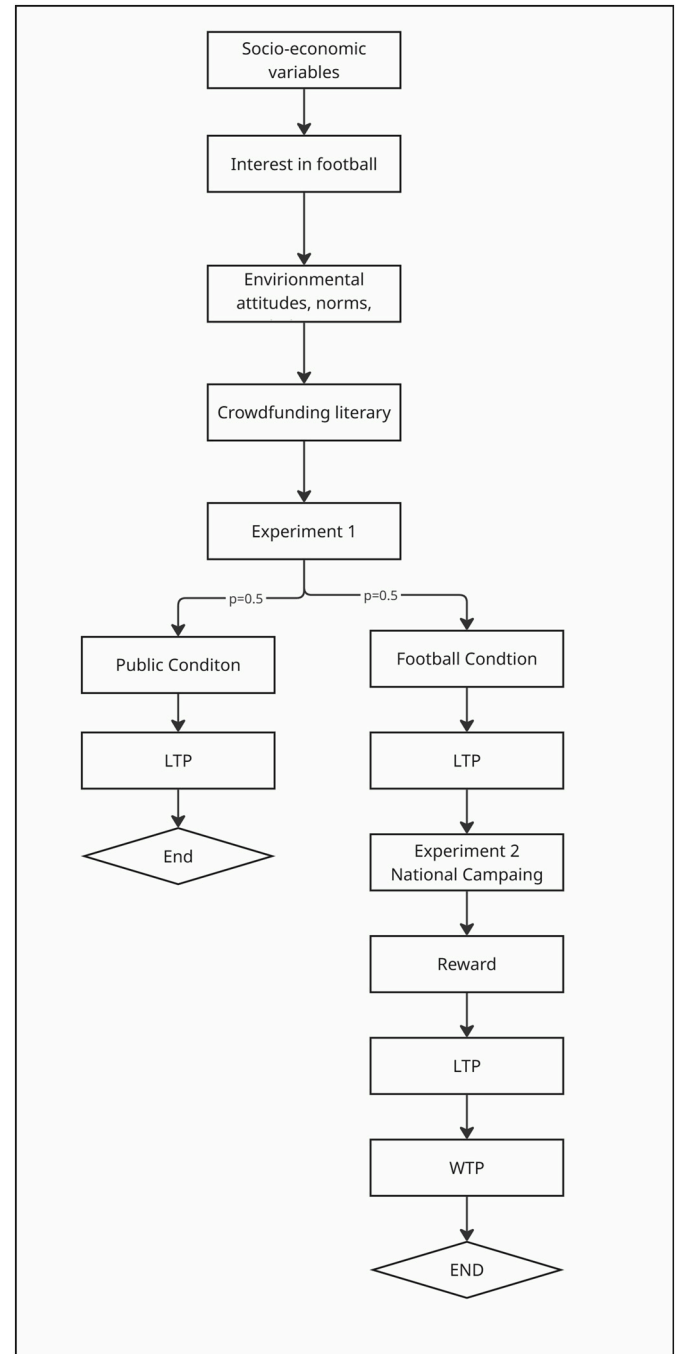 Socio-economic
variables
Interest in football
Envirionmental
attitudes, norms,
Crowdfunding literary
Experiment 1
p=0.5
p=0.5
Public Conditon
Football Condtion
LTP
LTP
End
Experiment 2
National Campaing
Reward
LTP
WTP
END